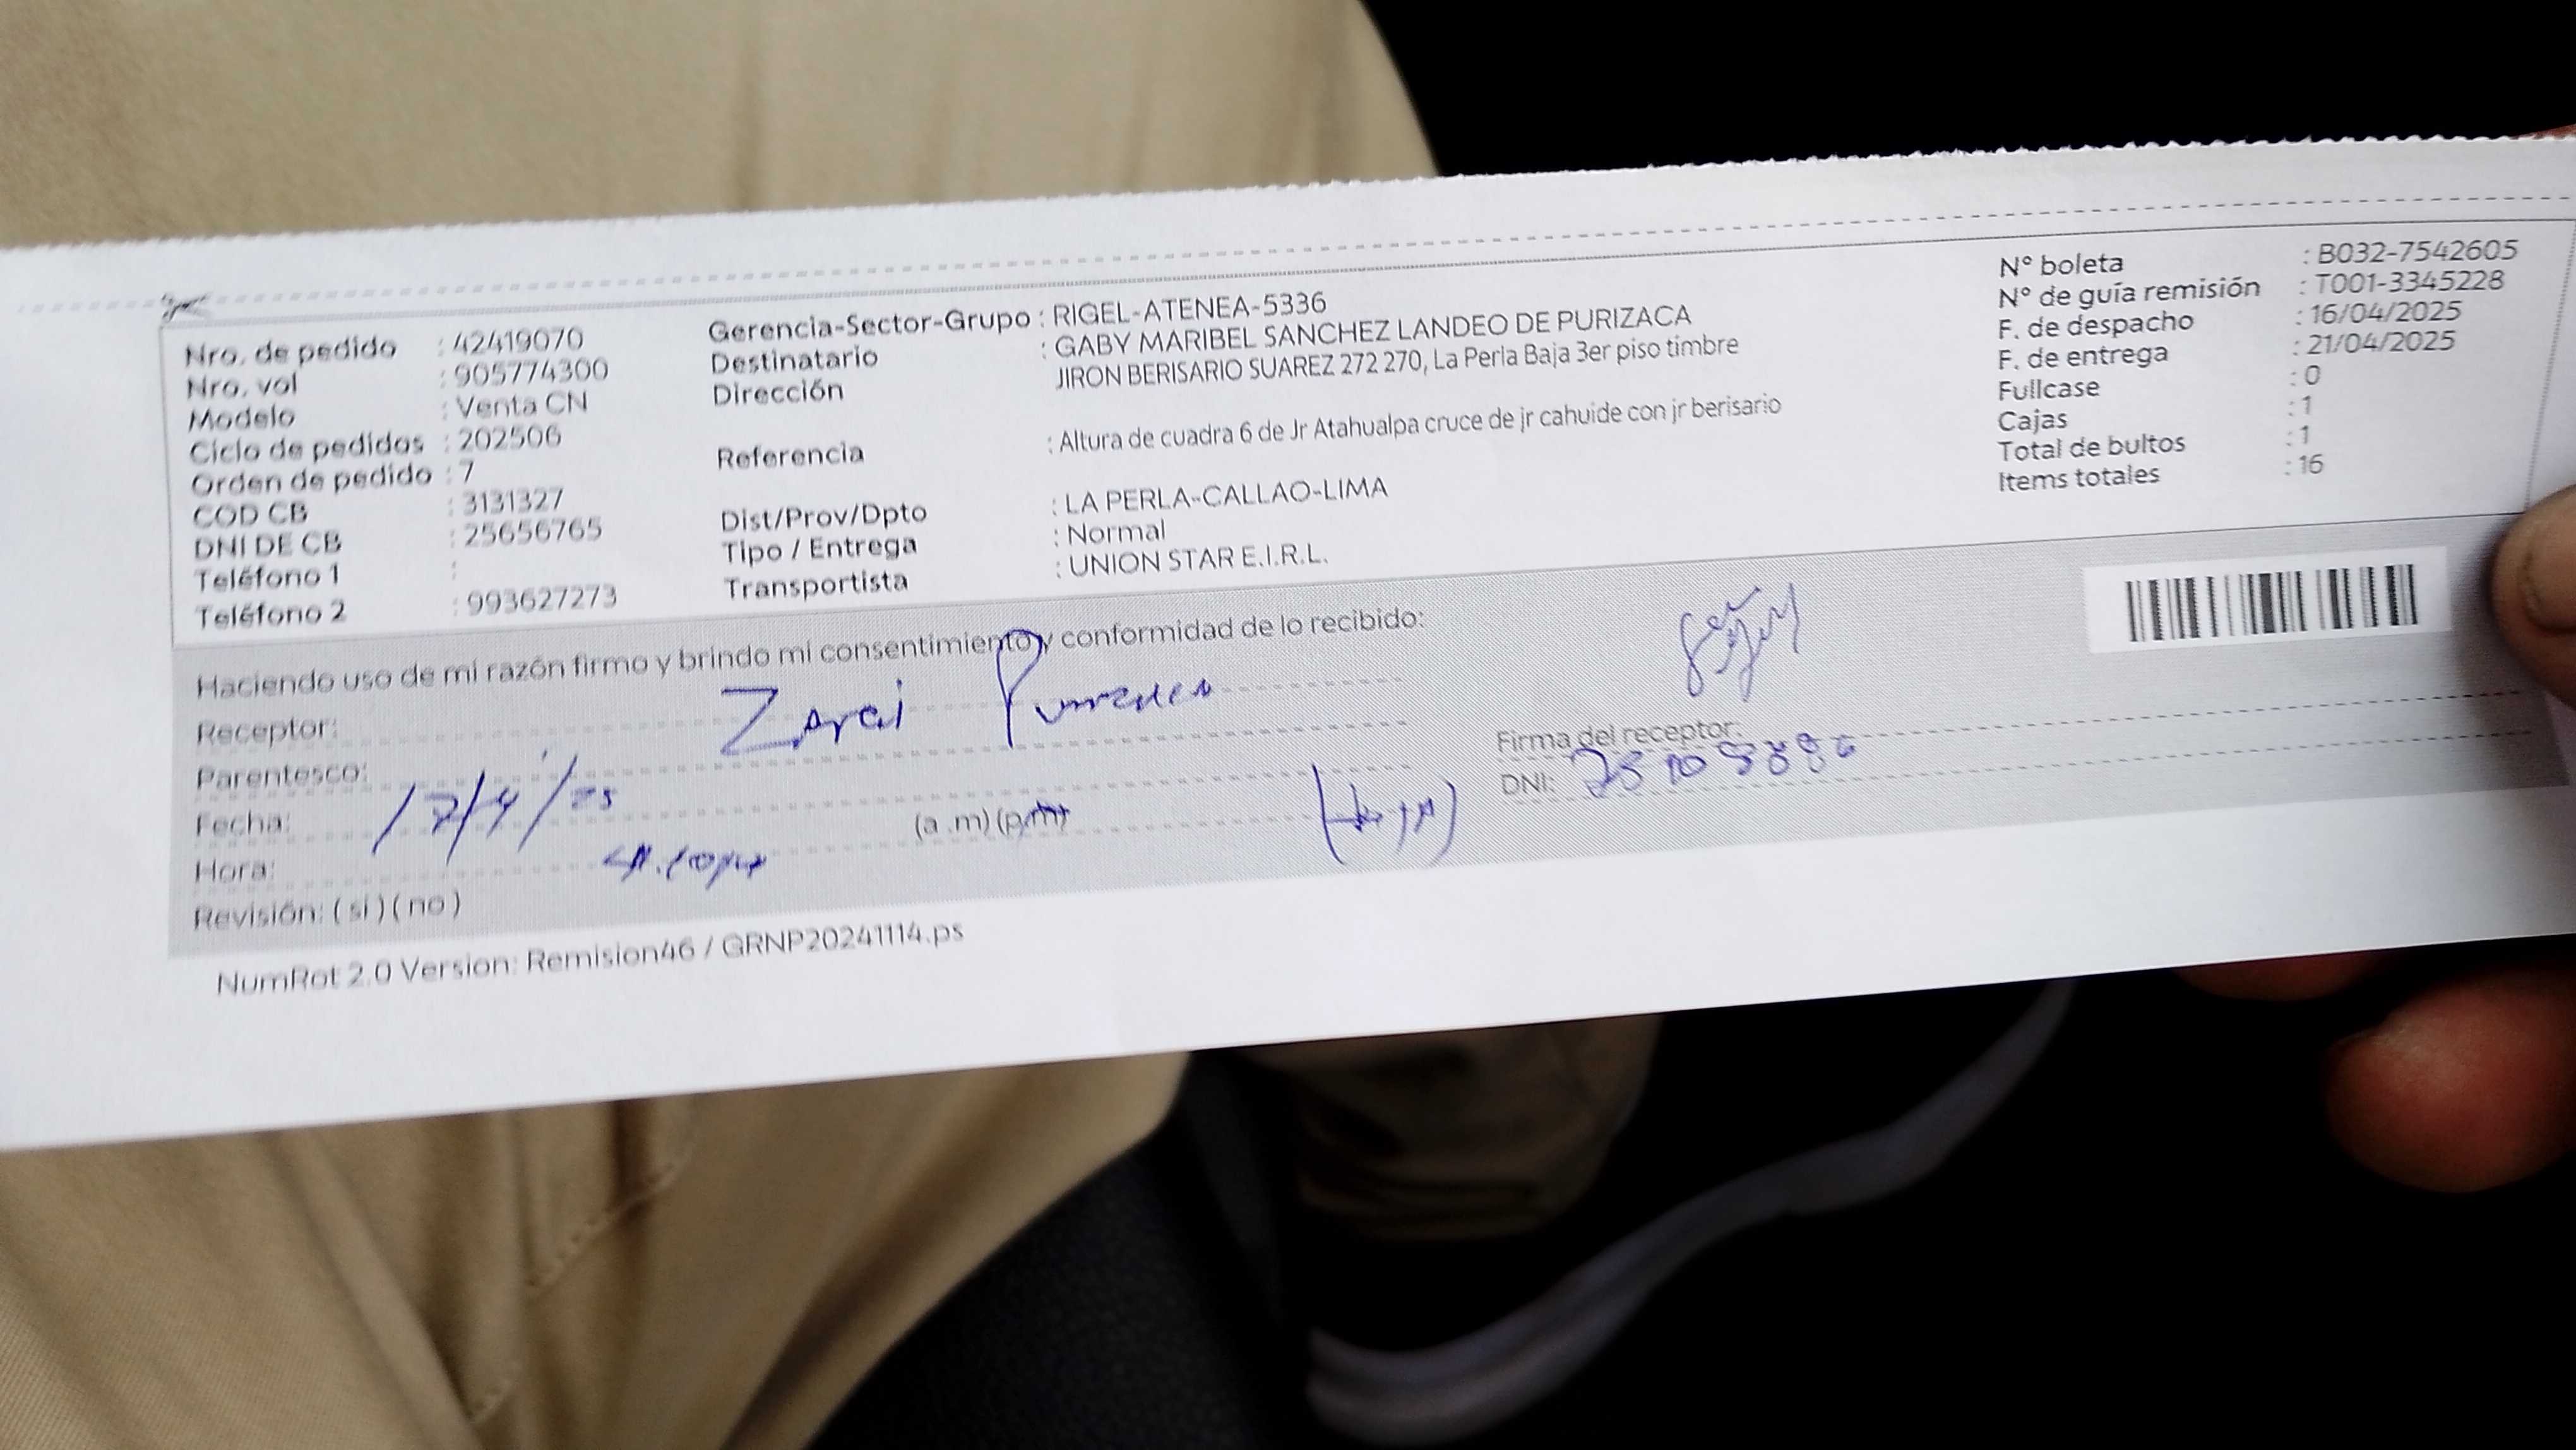 Nro. de pedido : 42419070
Nro. vol : 905774300
Modelo : Venta CN
Ciclo de pedidos : 202506
Orden de pedido : 7
COD CB : 3131327
DNI DE CB : 25656765
Teléfono 1 :
Teléfono 2 : 993627273
Gerencia-Sector-Grupo : RIGEL-ATENEA-5336
Destinatario : GABY MARIBEL SANCHEZ LANDEO DE PURIZACA
Dirección JIRON BERISARIO SUAREZ 272 270, La Perla Baja 3er piso timbre
Referencia : Altura de cuadra 6 de Jr Atahualpa cruce de jr cahuide con jr berisario
Dist/Prov/Dpto : LA PERLA-CALLAO-LIMA
Tipo / Entrega : Normal
Transportista : UNION STAR E.I.R.L.
N° boleta : B032-7542605
N° de guía remisión : T001-3345228
F. de despacho : 16/04/2025
F. de entrega : 21/04/2025
Fullcase : 0
Cajas : 1
Total de bultos : 1
Items totales : 16
Haciendo uso de mi razón firmo y brindo mi consentimiento y conformidad de lo recibido:
Receptor: Zarai
Parentesco:
Fecha: 17/4/25
Hora: (a .m) (p.m)
Revisión: ( si ) ( no )
Firma del receptor:
DNI:
NumRot 2.0 Version: Remision46 / GRNP20241114.ps